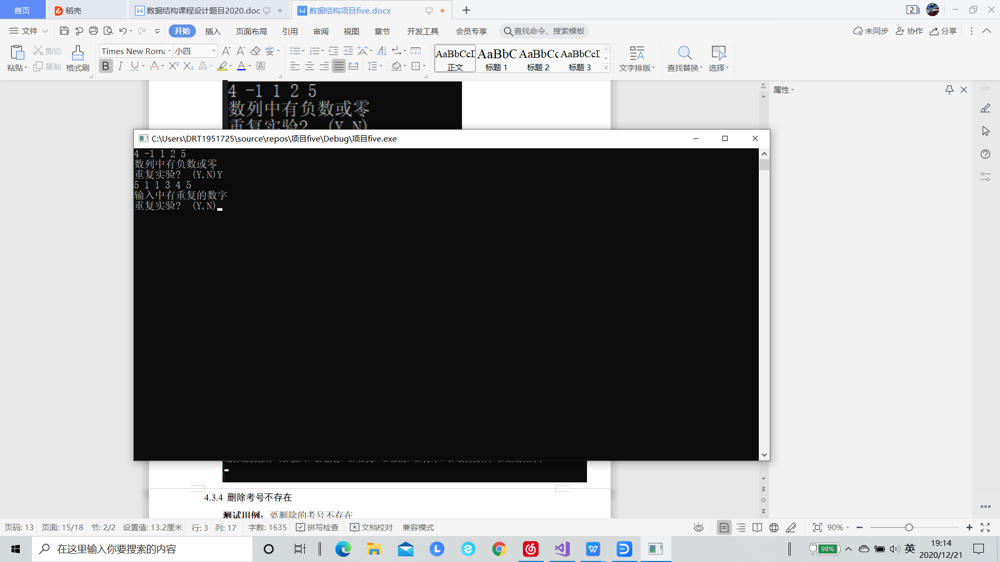 首页
稻壳
数据结构课程设计题目2020.doc
数据结构项目five.docx
2
文件
开始
插入
页面布局
引用
审阅
视图
章节
开发工具
会员专享
查找命令、搜索模板
未同步
协作
分享
粘贴
剪切
复制
格式刷
Times New Roma
小四
AaBbCcD
正文
AaBbC
标题 1
AaBbCc
标题 2
AaBbCcI
标题 3
文字排版
查找替换
选择
属性
4 -1 1 2 5
数列中有负数或零
重复实验? (Y,N)
C:\Users\DRT1951725\source\repos\项目five\Debug\项目five.exe
4 -1 1 2 5
数列中有负数或零
重复实验? (Y,N)Y
5 1 1 3 4 5
输入中有重复的数字
重复实验? (Y,N)
4.3.4 删除考号不存在
测试用例：要删除的考号不存在
页码: 13
页面: 15/18
节: 2/2
设置值: 13.2厘米
行: 3
列: 17
字数: 1635
拼写检查
文档校对
兼容模式
90%
在这里输入你要搜索的内容
98%
英
19:14
2020/12/21